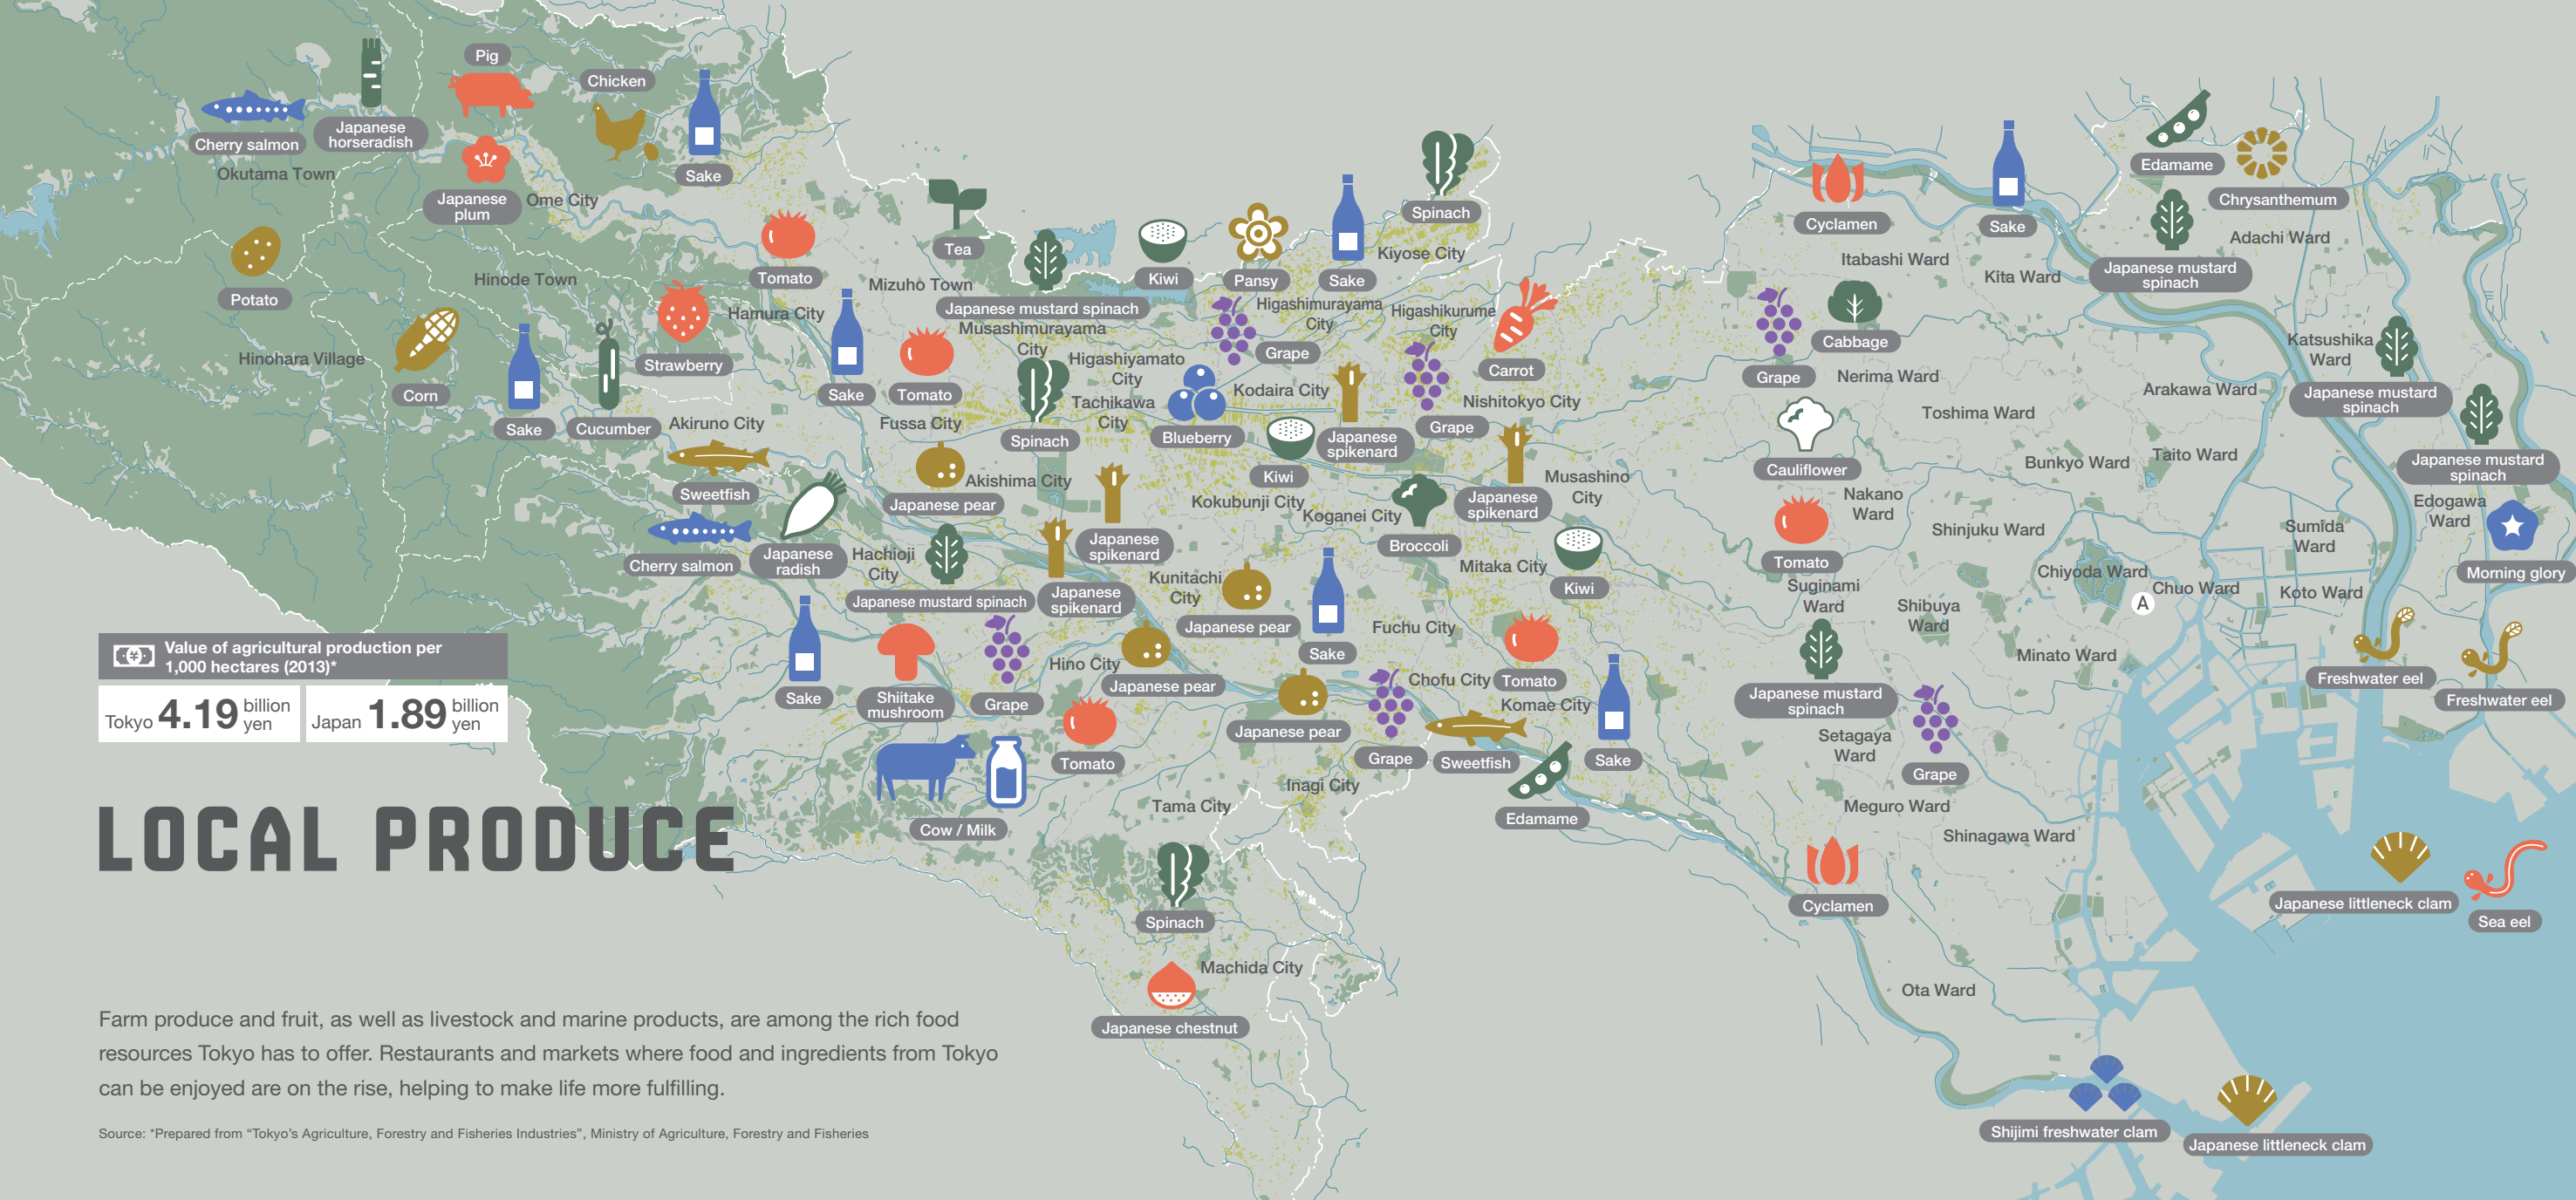 Pig
Chicken
Cherry salmon
Japanese
horseradish
Okutama Town
Japanese
plum
Ome City
Sake
Potato
Hinode Town
Tomato
Mizuho Town
Tea
Hamura City
Strawberry
Hinohara Village
Corn
Sake
Cucumber
Akiruno City
Sake
Tomato
Fussa City
Japanese mustard spinach
Musashimurayama
City
Kiwi
Pansy
Sake
Spinach
Kiyose City
Higashimurayama
City
Higashikurume
City
Grape
Higashiyamato
City
Tachikawa
City
Kodaira City
Carrot
Nishitokyo City
Spinach
Blueberry
Kiwi
Japanese
spikenard
Grape
Sweetfish
Japanese pear
Akishima City
Kokubunji City
Koganei City
Japanese
spikenard
Musashino
City
Cherry salmon
Japanese
radish
Hachioji
City
Japanese
spikenard
Broccoli
Mitaka City
Kiwi
Japanese mustard spinach
Japanese
spikenard
Kunitachi
City
Japanese pear
Sake
Fuchu City
Sake
Shiitake
mushroom
Grape
Hino City
Japanese pear
Chofu City
Tomato
Komae City
Tomato
Japanese pear
Grape
Sweetfish
Sake
Cow / Milk
Tama City
Inagi City
Edamame
Spinach
Machida City
Japanese chestnut
Cyclamen
Sake
Edamame
Chrysanthemum
Itabashi Ward
Kita Ward
Japanese mustard
spinach
Adachi Ward
Grape
Cabbage
Nerima Ward
Katsushika
Ward
Japanese mustard
spinach
Arakawa Ward
Toshima Ward
Cauliflower
Bunkyo Ward
Taito Ward
Japanese mustard
spinach
Nakano
Ward
Shinjuku Ward
Sumida
Ward
Edogawa
Ward
Tomato
Suginami
Ward
Chiyoda Ward
A
Chuo Ward
Koto Ward
Morning glory
Shibuya
Ward
Minato Ward
Freshwater eel
Freshwater eel
Japanese mustard
spinach
Setagaya
Ward
Grape
Meguro Ward
Shinagawa Ward
Cyclamen
Japanese littleneck clam
Sea eel
Ota Ward
Shijimi freshwater clam
Japanese littleneck clam
Value of agricultural production per
1,000 hectares (2013)*
Tokyo 4.19 billion yen
Japan 1.89 billion yen
LOCAL PRODUCE
Farm produce and fruit, as well as livestock and marine products, are among the rich food
resources Tokyo has to offer. Restaurants and markets where food and ingredients from Tokyo
can be enjoyed are on the rise, helping to make life more fulfilling.
Source: *Prepared from “Tokyo’s Agriculture, Forestry and Fisheries Industries”, Ministry of Agriculture, Forestry and Fisheries